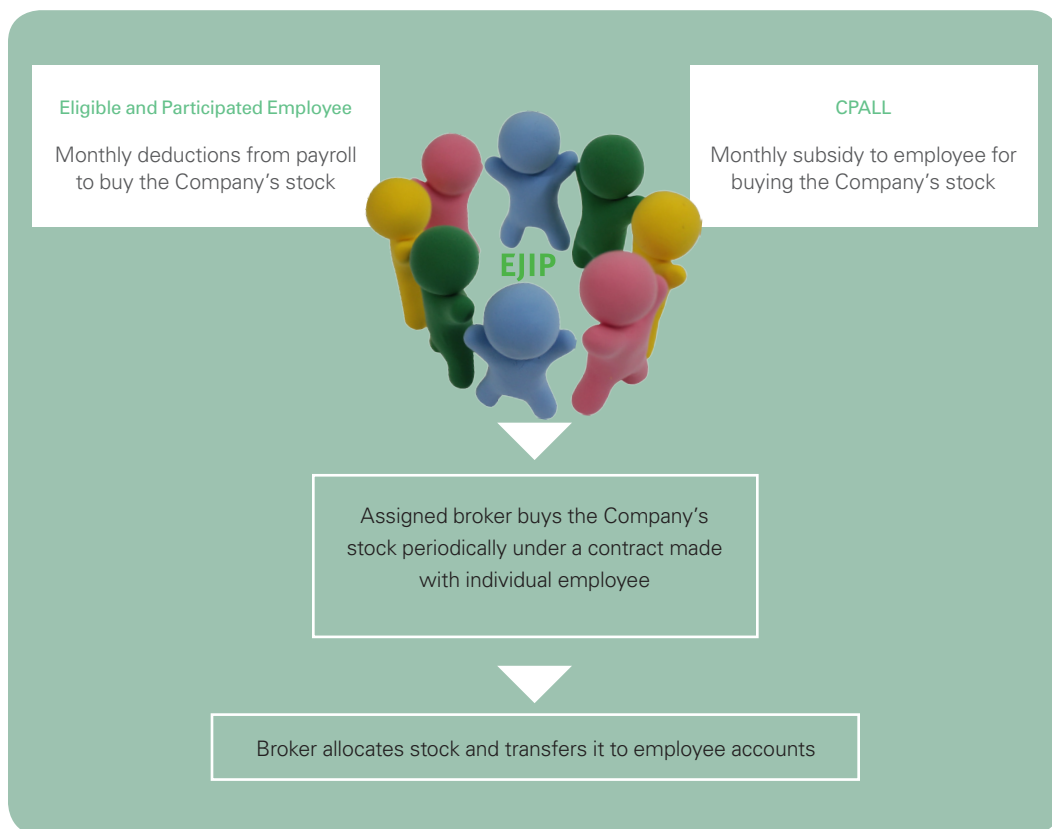 Eligible and Participated Employee
Monthly deductions from payroll
to buy the Company’s stock
CPALL
Monthly subsidy to employee for
buying the Company’s stock
EJIP
Assigned broker buys the Company’s
stock periodically under a contract made
with individual employee
Broker allocates stock and transfers it to employee accounts